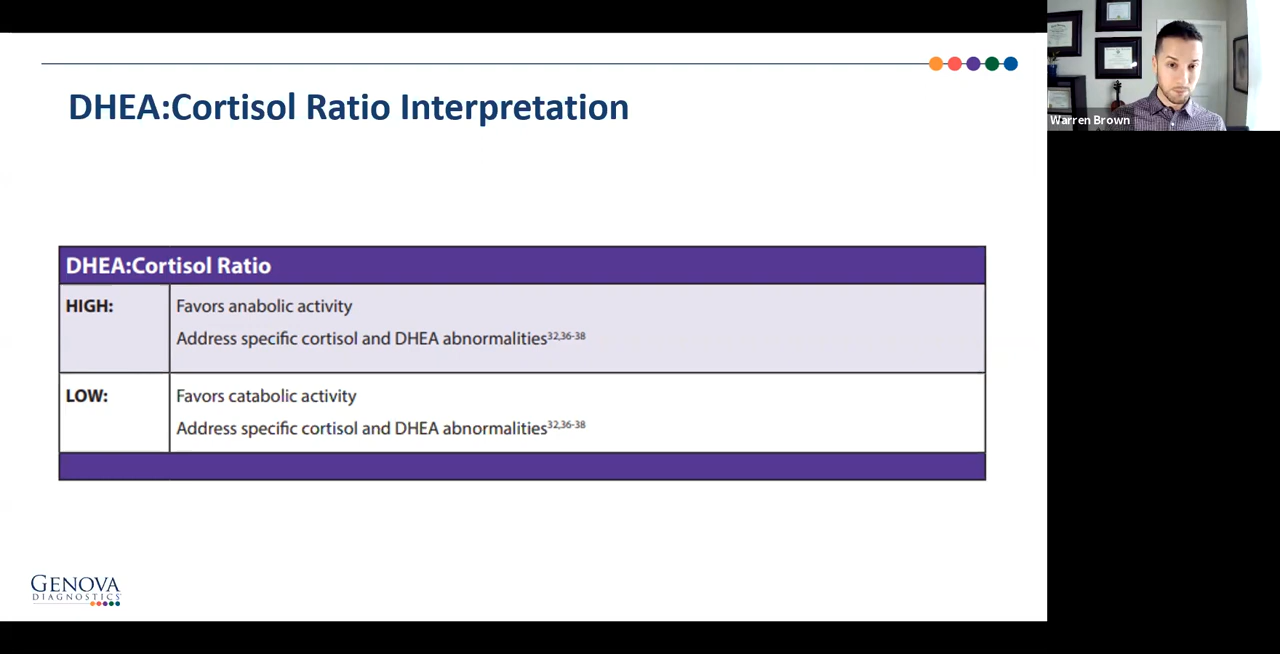 DHEA:Cortisol Ratio Interpretation
Warren Brown
DHEA:Cortisol Ratio
HIGH:
Favors anabolic activity
Address specific cortisol and DHEA abnormalities32,36-38
LOW:
Favors catabolic activity
Address specific cortisol and DHEA abnormalities32,36-38
GENOVA
DIAGNOSTICS